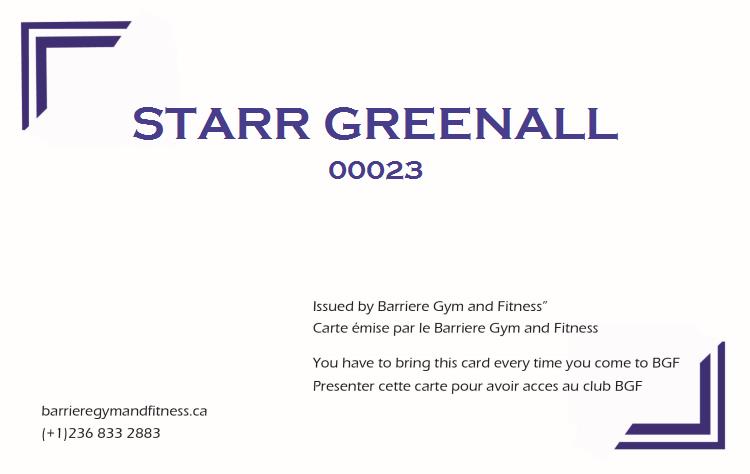 STARR GREENALL
00023
Issued by Barriere Gym and Fitness”
Carte émise par le Barriere Gym and Fitness
You have to bring this card every time you come to BGF
Presenter cette carte pour avoir acces au club BGF
barrieregymandfitness.ca
(+1)236 833 2883